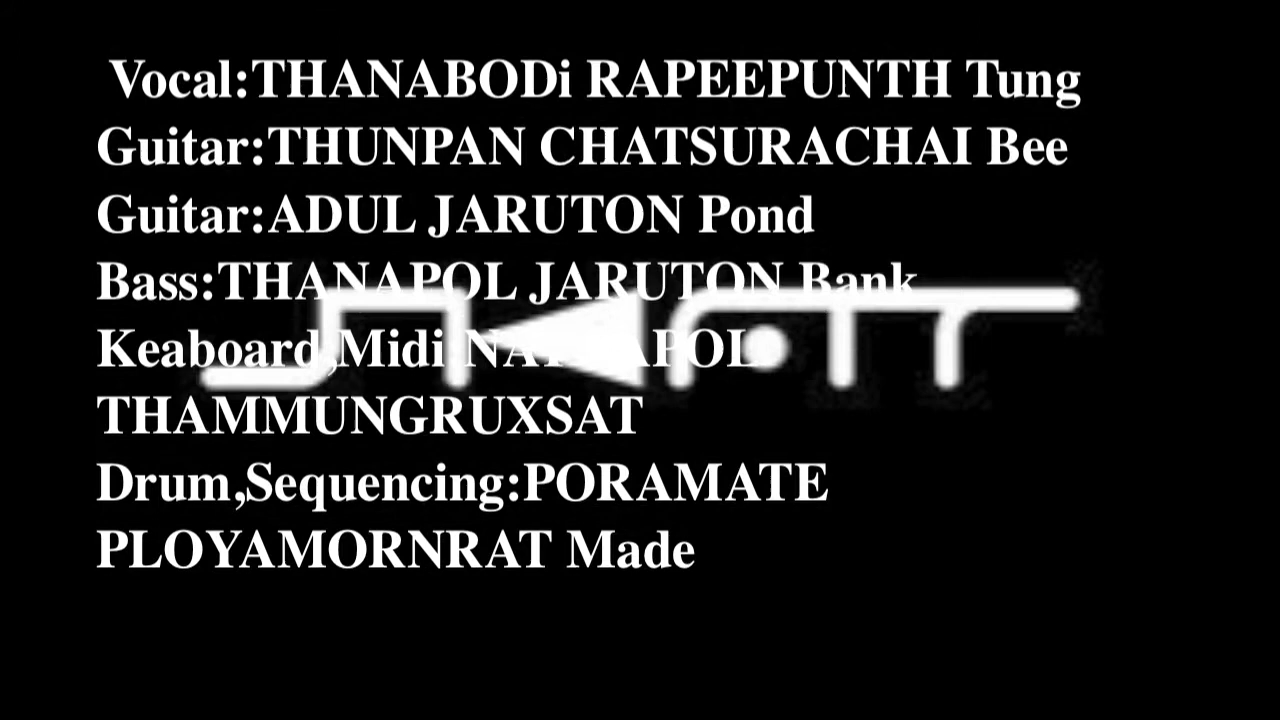 Vocal:THANABODi RAPEEPUNTH Tung
Guitar:THUNPAN CHATSURACHAI Bee
Guitar:ADUL JARUTON Pond
Bass:THANAPOL JARUTON Bank
Keaboard,Midi
THAMMUNGRUXSAT
Drum,Sequencing:PORAMATE
PLOYAMORNRAT Made